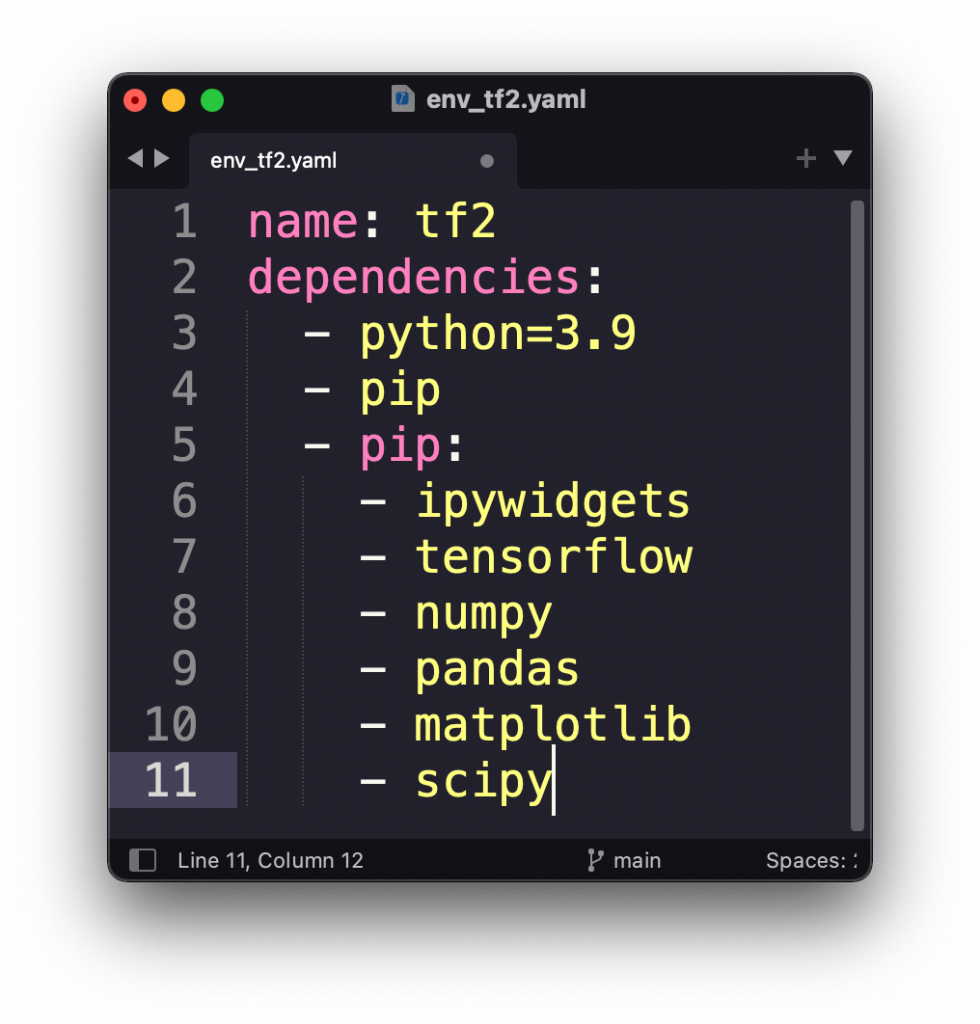 env_tf2.yaml
env_tf2.yaml
1 name: tf2
2 dependencies:
3   - python=3.9
4   - pip
5   - pip:
6     - ipywidgets
7     - tensorflow
8     - numpy
9     - pandas
10     - matplotlib
11     - scipy
Line 11, Column 12 main Spaces: